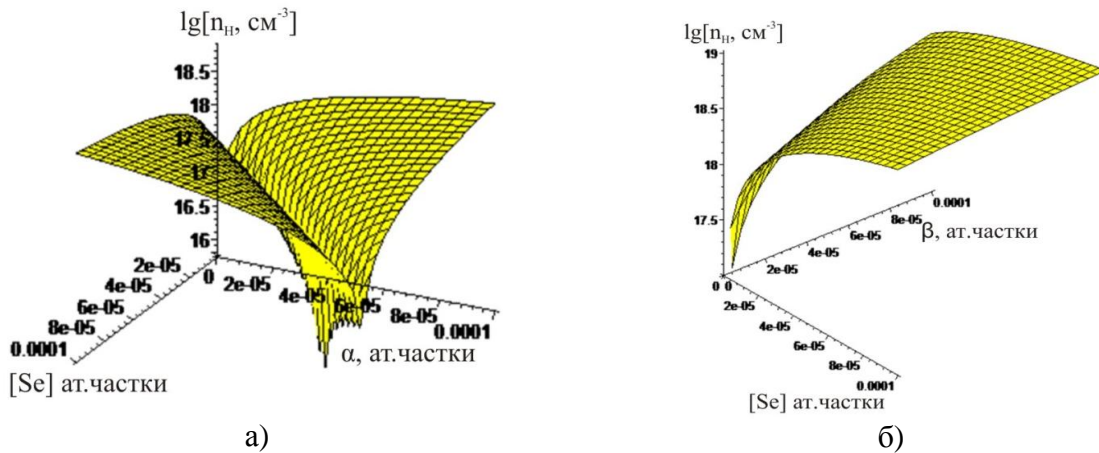 lg[nн, см-3]
18.5
18
17.5
17
16.5
16
2e-05
4e-05
6e-05
8e-05
0.0001
[Se] ат.частки
0
2e-05
4e-05
6e-05
8e-05
0.0001
α, ат.частки
а)
lg[nн, см-3]
19
18.5
18
17.5
0
0
2e-05
4e-05
6e-05
8e-05
0.0001
β, ат.частки
2e-05
4e-05
6e-05
8e-05
0.0001
[Se] ат.частки
б)